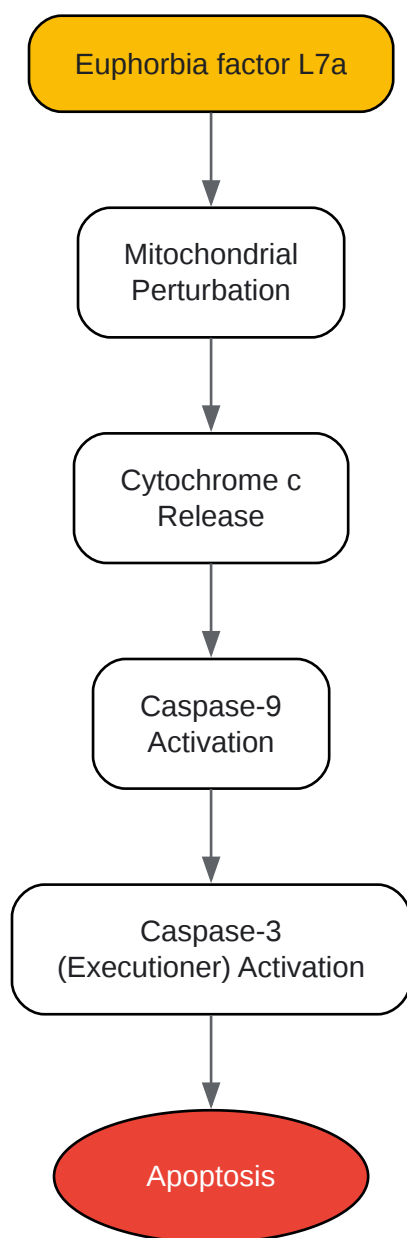 Euphorbia factor L7a
Mitochondrial
Perturbation
Cytochrome c
Release
Caspase-9
Activation
Caspase-3
(Executioner) Activation
Apoptosis